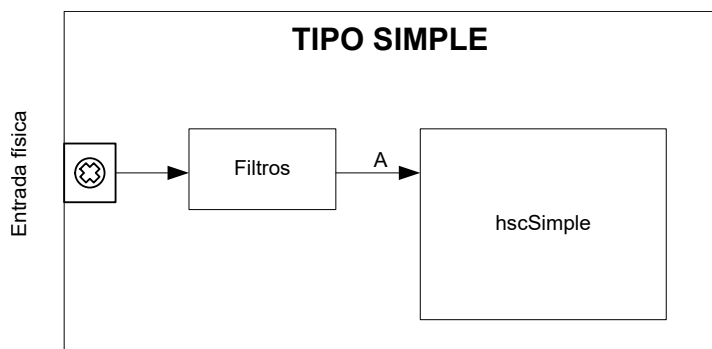 TIPO SIMPLE
Entrada física
Filtros
A
hscSimple